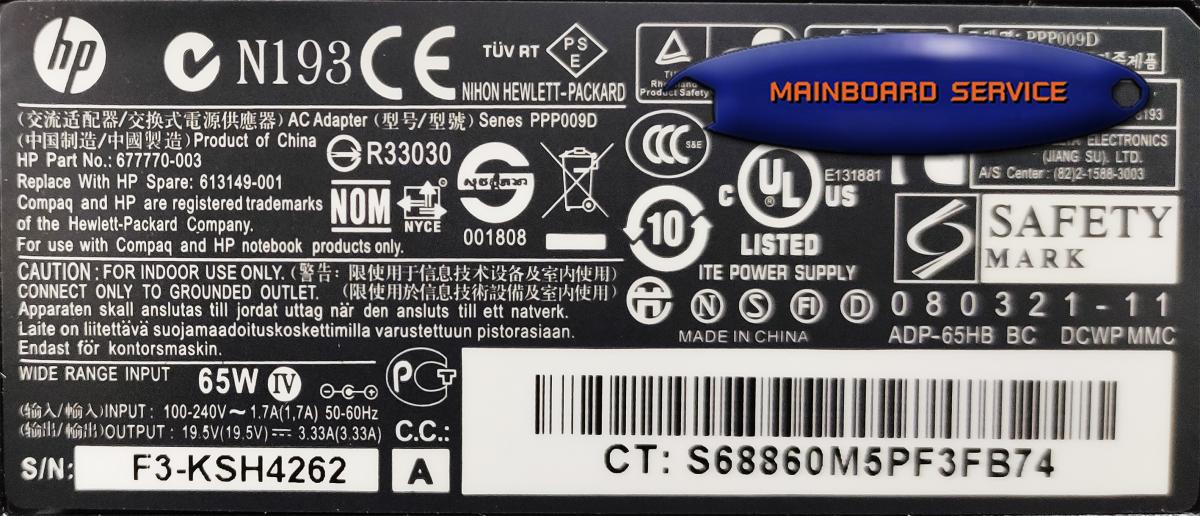 hp
N193
TÜV RT
PSE
NIHON HEWLETT-PACKARD
PPP009D
Product Safety
MAINBOARD SERVICE
(交流适配器/交换式電源供應器) AC Adapter (型号/型號) Series PPP009D
(中国制造/中國製造) Product of China
HP Part No.: 677770-003
Replace With HP Spare: 613149-001
Compaq and HP are registered trademarks
of the Hewlett-Packard Company.
For use with Compaq and HP notebook products only.
R33030
NOM
NYCE
001808
CCC S&E
10
C UL US
®
E131881
LISTED
ITE POWER SUPPLY
ELECTRONICS
(JIANG SU). LTD.
A/S Center : (82)2-1588-3003
SAFETY
MARK
CAUTION : FOR INDOOR USE ONLY. (警告: 限使用于信息技术设备及室内使用)
CONNECT ONLY TO GROUNDED OUTLET. (限使用於信息技術設備及室內使用)
Apparaten skall anslutas till jordat uttag när den ansluts till ett natverk.
Laite on liitettävä suojamaadoituskoskettimilla varustettuun pistorasiaan.
Endast för kontorsmaskin.
N S FI D
080321-11
MADE IN CHINA
ADP-65HB BC DCWP MMC
WIDE RANGE INPUT 65W IV
(输入/輸入)INPUT : 100-240V~ 1.7A(1,7A) 50-60Hz
(输出/輸出)OUTPUT : 19.5V(19.5V)⎓ 3.33A(3.33A)
C.C.:
A
S/N: F3-KSH4262
CT: S68860M5PF3FB74